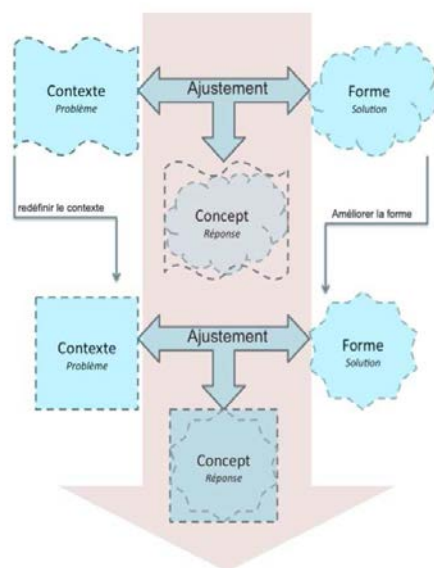 Contexte
Problème
Ajustement
Forme
Solution
Concept
Réponse
redéfinir le contexte
Améliorer la forme
Contexte
Problème
Ajustement
Forme
Solution
Concept
Réponse